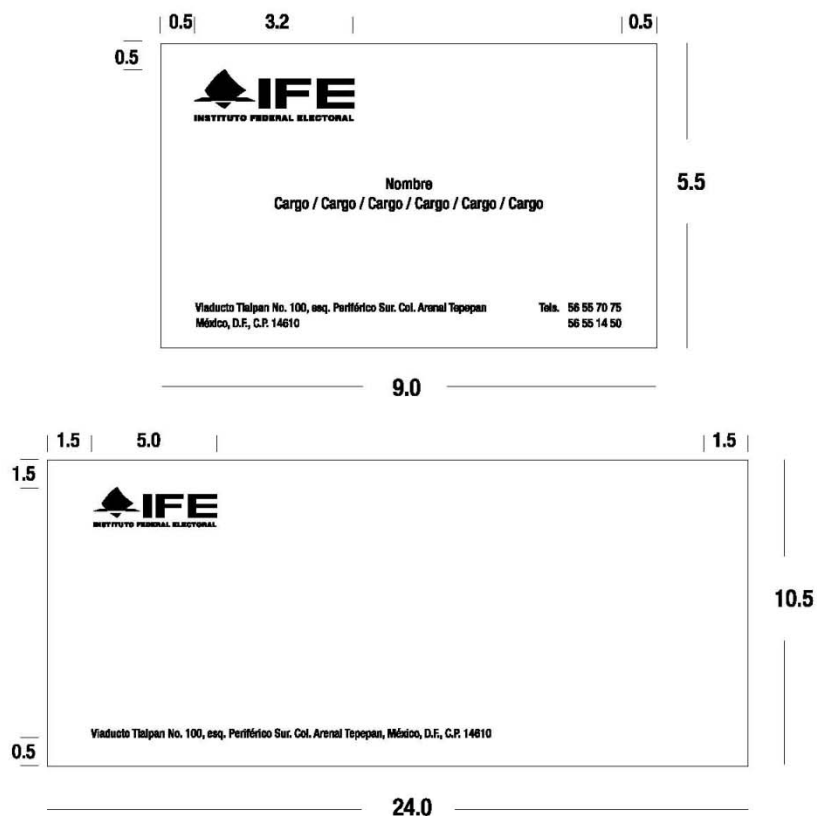 0.5 3.2 0.5
0.5
IFE
INSTITUTO FEDERAL ELECTORAL
Nombre
Cargo / Cargo / Cargo / Cargo / Cargo / Cargo
5.5
Viaducto Tlalpan No. 100, esq. Periférico Sur. Col. Arenal Tepepan Tels. 56 55 70 75
México, D.F., C.P. 14610 56 55 14 50
9.0
1.5 5.0 1.5
1.5
IFE
INSTITUTO FEDERAL ELECTORAL
10.5
Viaducto Tlalpan No. 100, esq. Periférico Sur. Col. Arenal Tepepan, México, D.F., C.P. 14610
0.5
24.0